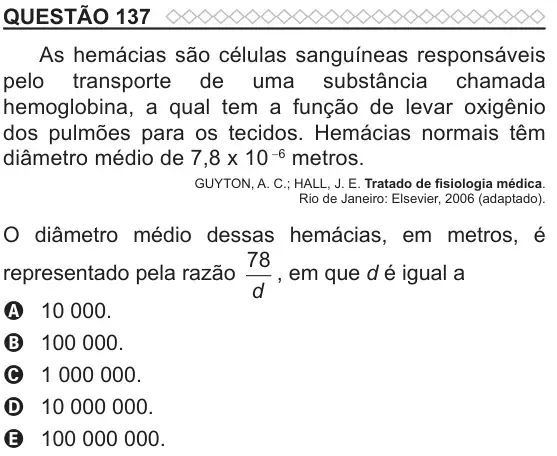 QUESTÃO 137
As hemácias são células sanguíneas responsáveis
pelo transporte de uma substância chamada
hemoglobina, a qual tem a função de levar oxigênio
dos pulmões para os tecidos. Hemácias normais têm
diâmetro médio de 7,8 x 10⁻⁶ metros.
GUYTON, A. C.; HALL, J. E. Tratado de fisiologia médica.
Rio de Janeiro: Elsevier, 2006 (adaptado).
O diâmetro médio dessas hemácias, em metros, é
representado pela razão 78/d, em que d é igual a
A 10 000.
B 100 000.
C 1 000 000.
D 10 000 000.
E 100 000 000.